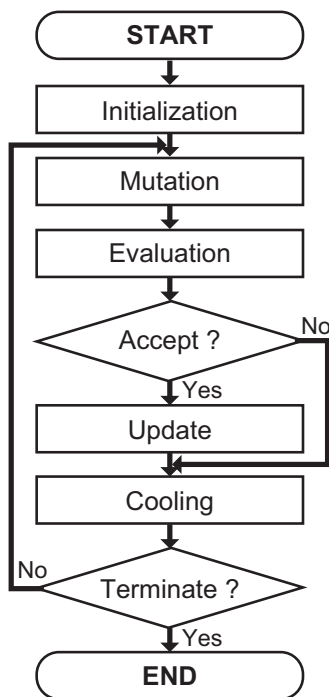 START
Initialization
Mutation
Evaluation
Accept ?
No
Yes
Update
Cooling
No
Terminate ?
Yes
END